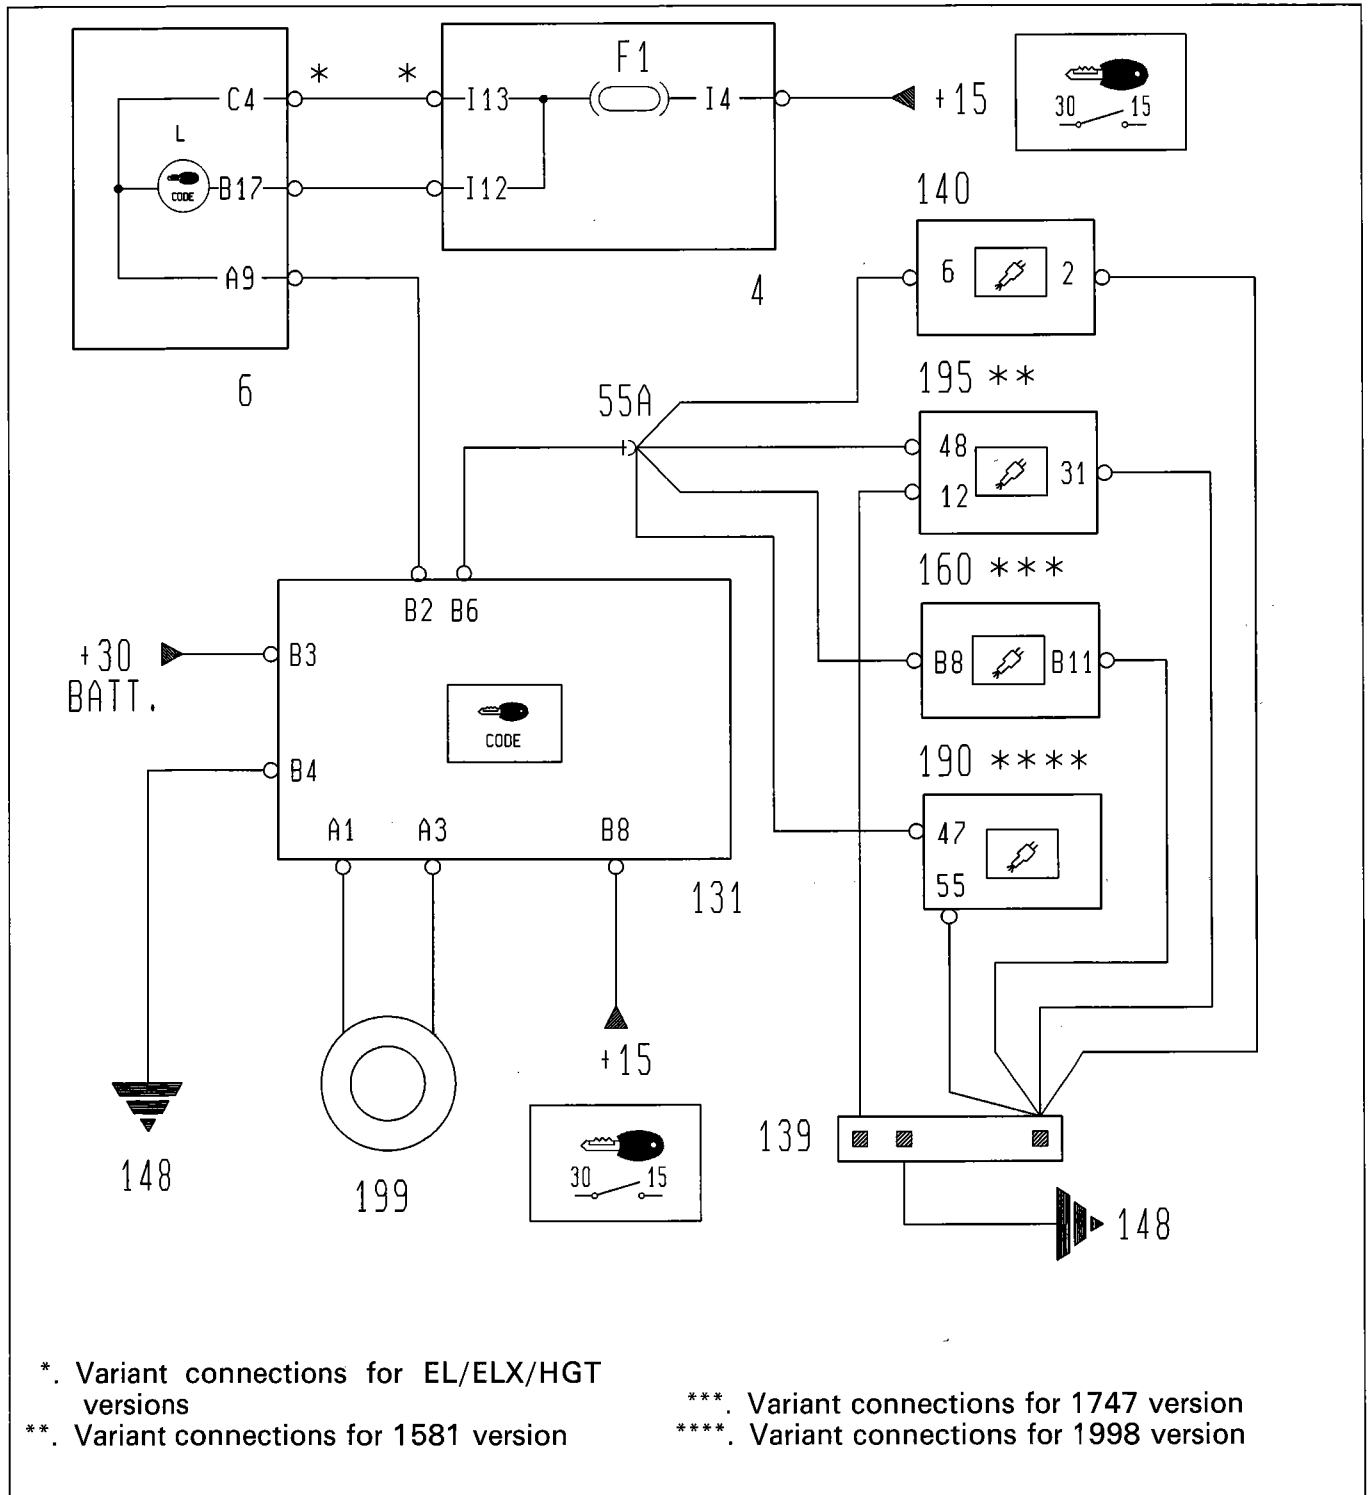 F1
* *
C4 I13 I4 +15
30 15
L
CODE B17 I12
140
A9
6 2
4
195 **
6
55A
48
12 31
160 ***
B2 B6
+30
BATT.
B3
B8 B11
CODE
190 ****
B4
A1 A3 B8
47
55
131
+15
139
148
199
30 15
148
*. Variant connections for EL/ELX/HGT
versions
**. Variant connections for 1581 version
***. Variant connections for 1747 version
****. Variant connections for 1998 version